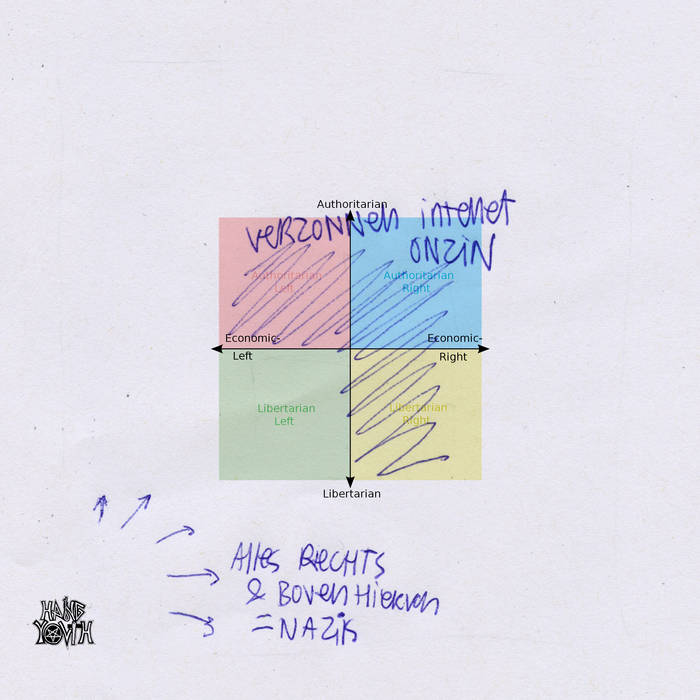 Authoritarian
VERZONNEN internet
ONZIN
Authoritarian
Left
Authoritarian
Right
Economic-
Left
Economic-
Right
Libertarian
Left
Libertarian
Right
Libertarian
Alles RECHTS
& BOVEN Hiervan
= NAZIS
HANG
YOUTH